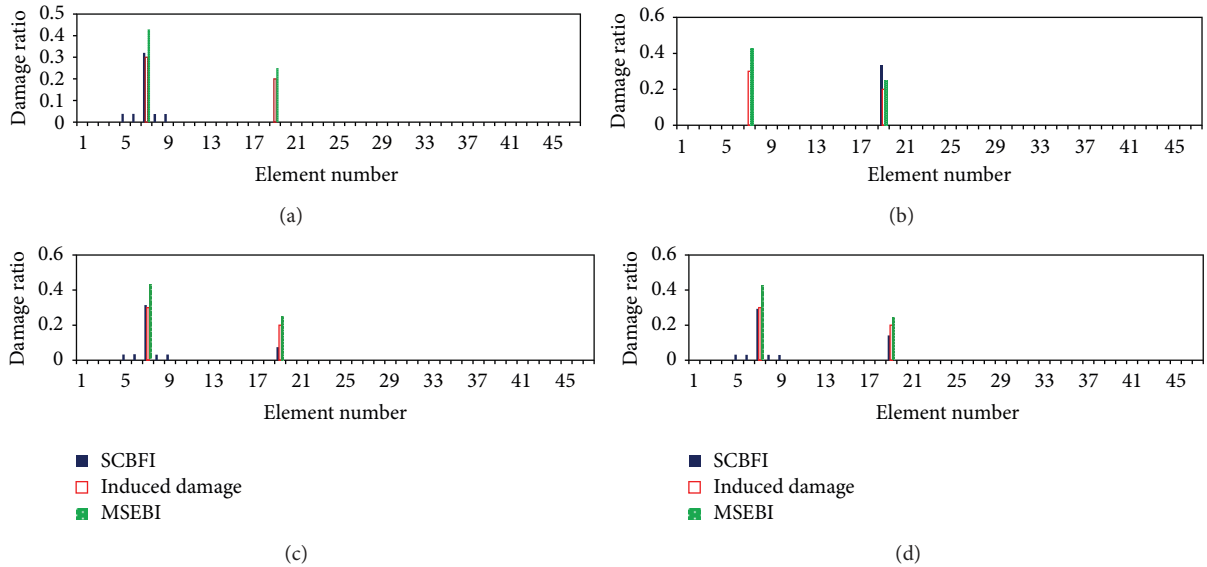 Damage ratio
0.5
0.4
0.3
0.2
0.1
0
1 5 9 13 17 21 25 29 33 37 41 45
Element number
(a)
Damage ratio
0.6
0.4
0.2
0
1 5 9 13 17 21 25 29 33 37 41 45
Element number
(b)
Damage ratio
0.6
0.4
0.2
0
1 5 9 13 17 21 25 29 33 37 41 45
Element number
SCBFI
Induced damage
MSEBI
(c)
Damage ratio
0.6
0.4
0.2
0
1 5 9 13 17 21 25 29 33 37 41 45
Element number
SCBFI
Induced damage
MSEBI
(d)